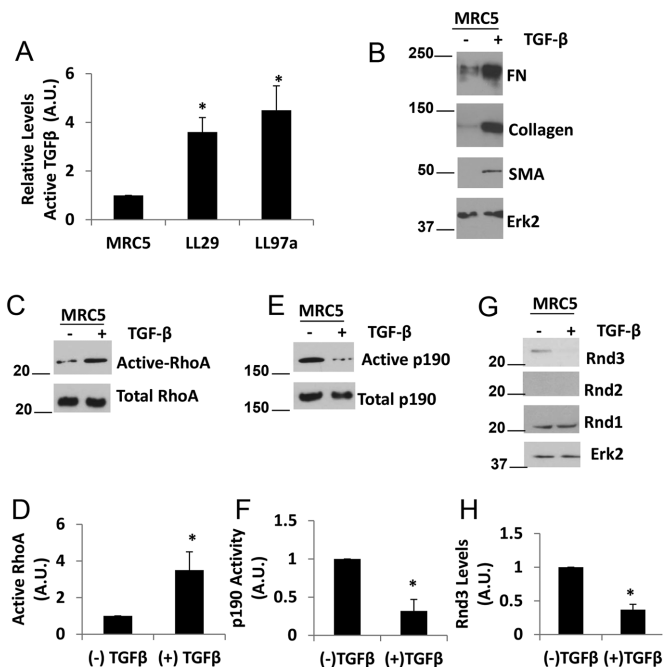 A
Relative Levels
Active TGFβ (A.U.)
6
4
2
0
*
*
MRC5
LL29
LL97a
B
MRC5
- + TGF-β
250
FN
150
Collagen
50
SMA
37
Erk2
C
MRC5
- + TGF-β
20
Active-RhoA
20
Total RhoA
E
MRC5
- + TGF-β
150
Active p190
150
Total p190
G
MRC5
- + TGF-β
20
Rnd3
Rnd2
20
Rnd1
37
Erk2
D
Active RhoA
(A.U.)
6
4
2
0
*
(-) TGFβ
(+) TGFβ
F
p190 Activity
(A.U.)
1.5
1
0.5
0
*
(-)TGFβ
(+)TGFβ
H
Rnd3 Levels
(A.U.)
1.5
1
0.5
0
*
(-)TGFβ
(+)TGFβ